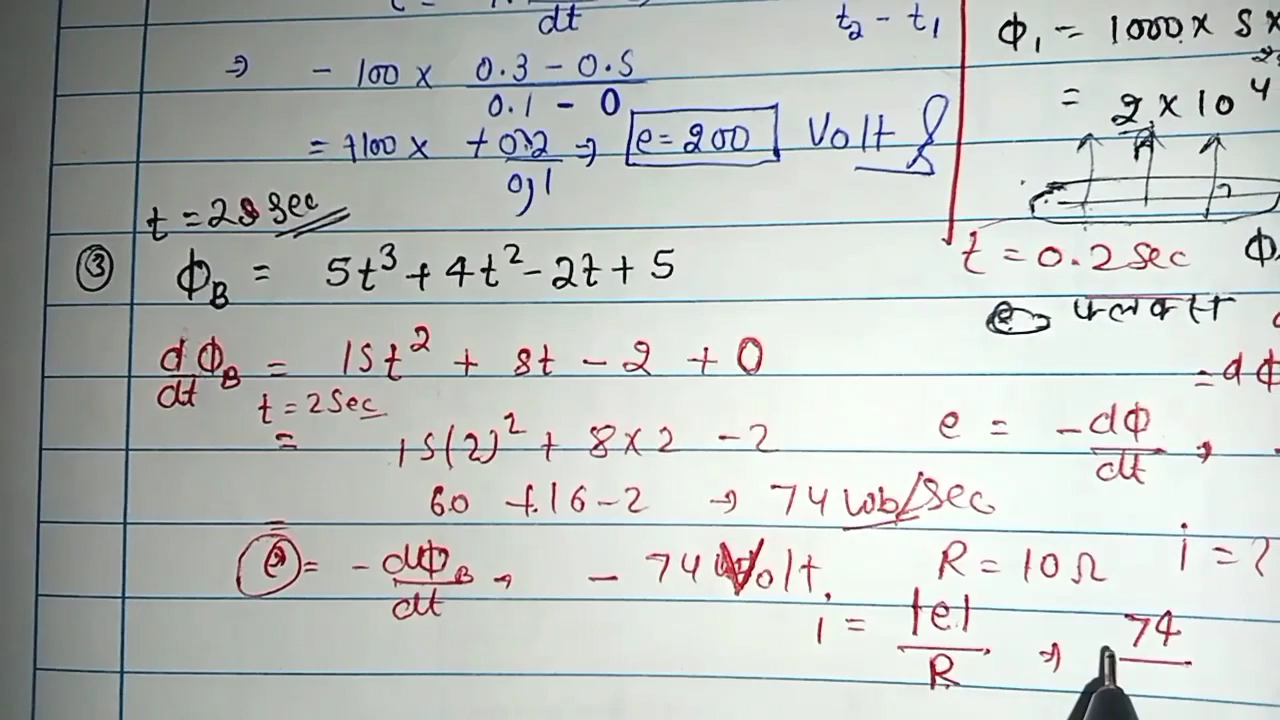 dt
t₂ - t₁
⇒ - 100 × (0.3 - 0.5)/(0.1 - 0)
= +100 × +0.2/0.1 ⇒ e = 200 Volt
Φ₁ = 1000 × 5 ×
= 2 × 10⁴
t = 2 Sec
③ Φ_B = 5t³ + 4t² - 2t + 5
t = 0.2 Sec Φ
फ्लक्स
dΦ_B/dt = 15t² + 8t - 2 + 0
= dΦ
t = 2 Sec
= 15(2)² + 8 × 2 - 2
e = -dΦ/dt →
= 60 + 16 - 2 → 74 wb/sec
e = -dΦ_B/dt → - 74 Volt.
R = 10Ω i = ?
i = |e|/R ⇒ 74